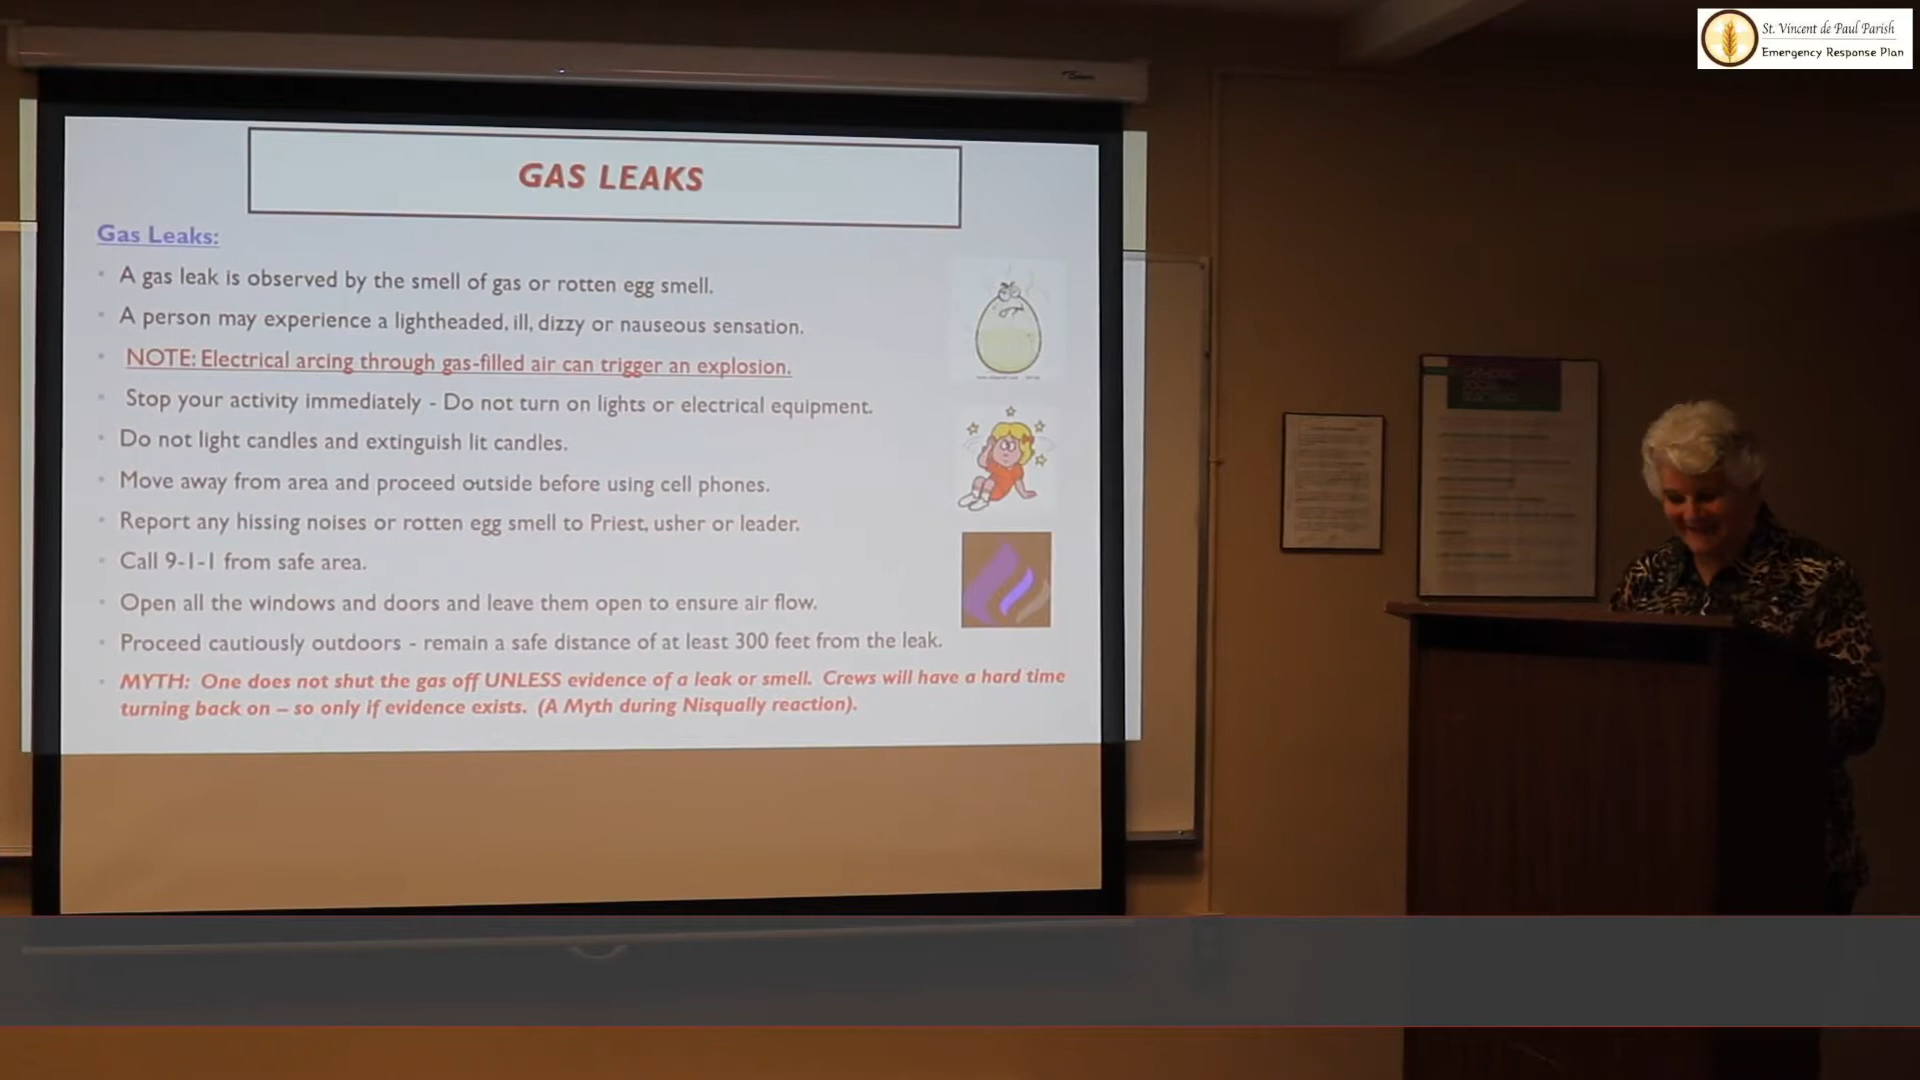 St. Vincent de Paul Parish
Emergency Response Plan
GAS LEAKS
Gas Leaks:
A gas leak is observed by the smell of gas or rotten egg smell.
A person may experience a lightheaded, ill, dizzy or nauseous sensation.
NOTE: Electrical arcing through gas-filled air can trigger an explosion.
Stop your activity immediately - Do not turn on lights or electrical equipment.
Do not light candles and extinguish lit candles.
Move away from area and proceed outside before using cell phones.
Report any hissing noises or rotten egg smell to Priest, usher or leader.
Call 9-1-1 from safe area.
Open all the windows and doors and leave them open to ensure air flow.
Proceed cautiously outdoors - remain a safe distance of at least 300 feet from the leak.
MYTH: One does not shut the gas off UNLESS evidence of a leak or smell. Crews will have a hard time
turning back on – so only if evidence exists. (A Myth during Nisqually reaction).